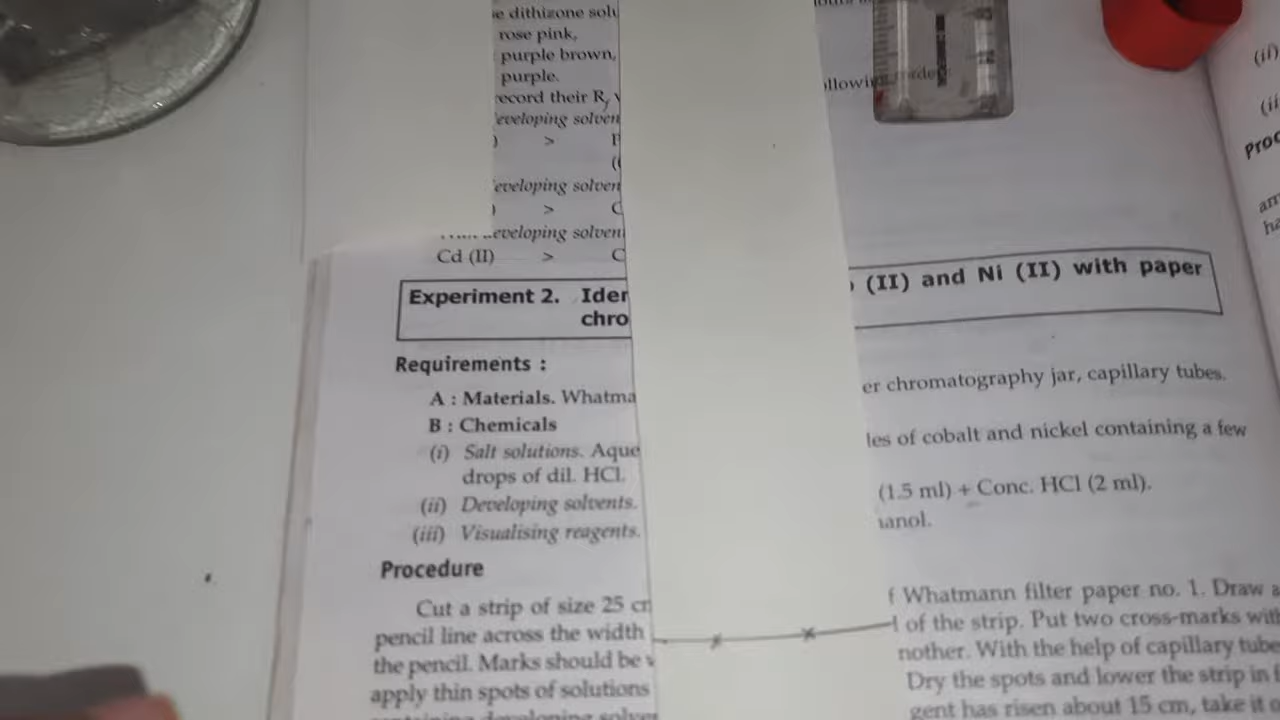 e dithizone solu
rose pink,
purple brown,
purple.
record their Rf
eveloping solven
>
eveloping solven
> C
eveloping solven
Cd (II) > C
Experiment 2. Iden (II) and Ni (II) with paper
chro
Requirements :
A : Materials. Whatma er chromatography jar, capillary tubes.
B : Chemicals
(i) Salt solutions. Aque les of cobalt and nickel containing a few
drops of dil. HCl.
(ii) Developing solvents. (1.5 ml) + Conc. HCl (2 ml).
(iii) Visualising reagents. anol.
Procedure
Cut a strip of size 25 cm f Whatmann filter paper no. 1. Draw a
pencil line across the width l of the strip. Put two cross-marks with
the pencil. Marks should be nother. With the help of capillary tube
apply thin spots of solutions Dry the spots and lower the strip in
containing developing solve gent has risen about 15 cm, take it